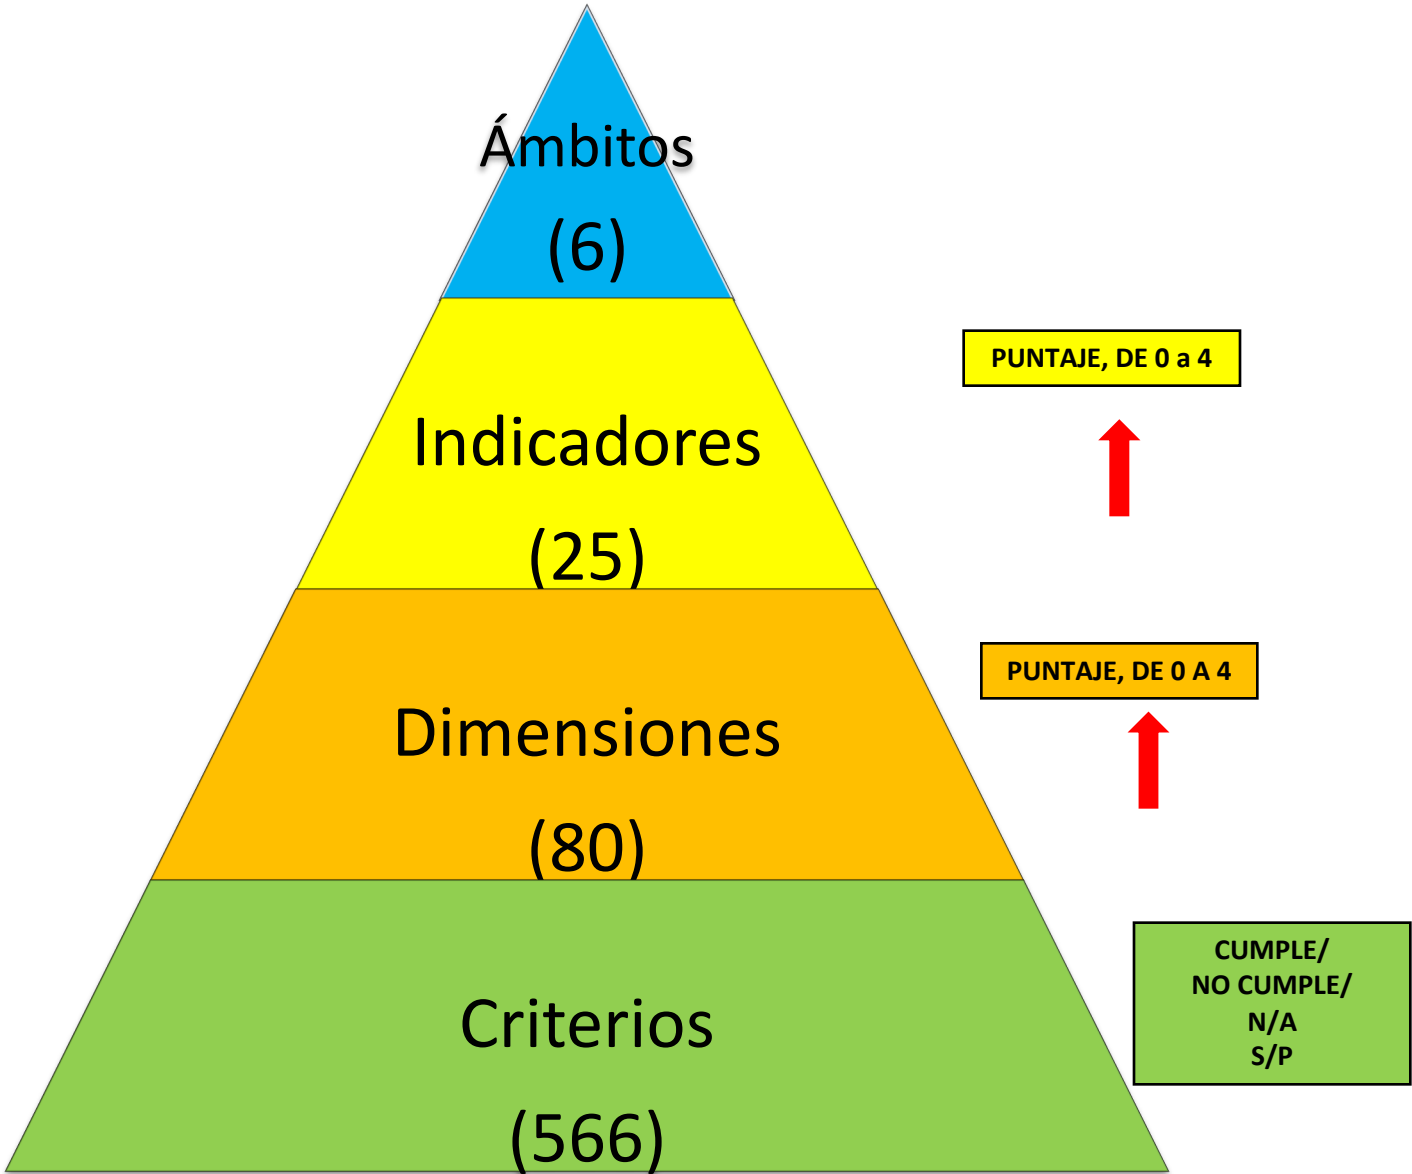 Ámbitos
(6)
Indicadores
(25)
Dimensiones
(80)
Criterios
(566)
PUNTAJE, DE 0 a 4
PUNTAJE, DE 0 A 4
CUMPLE/
NO CUMPLE/
N/A
S/P